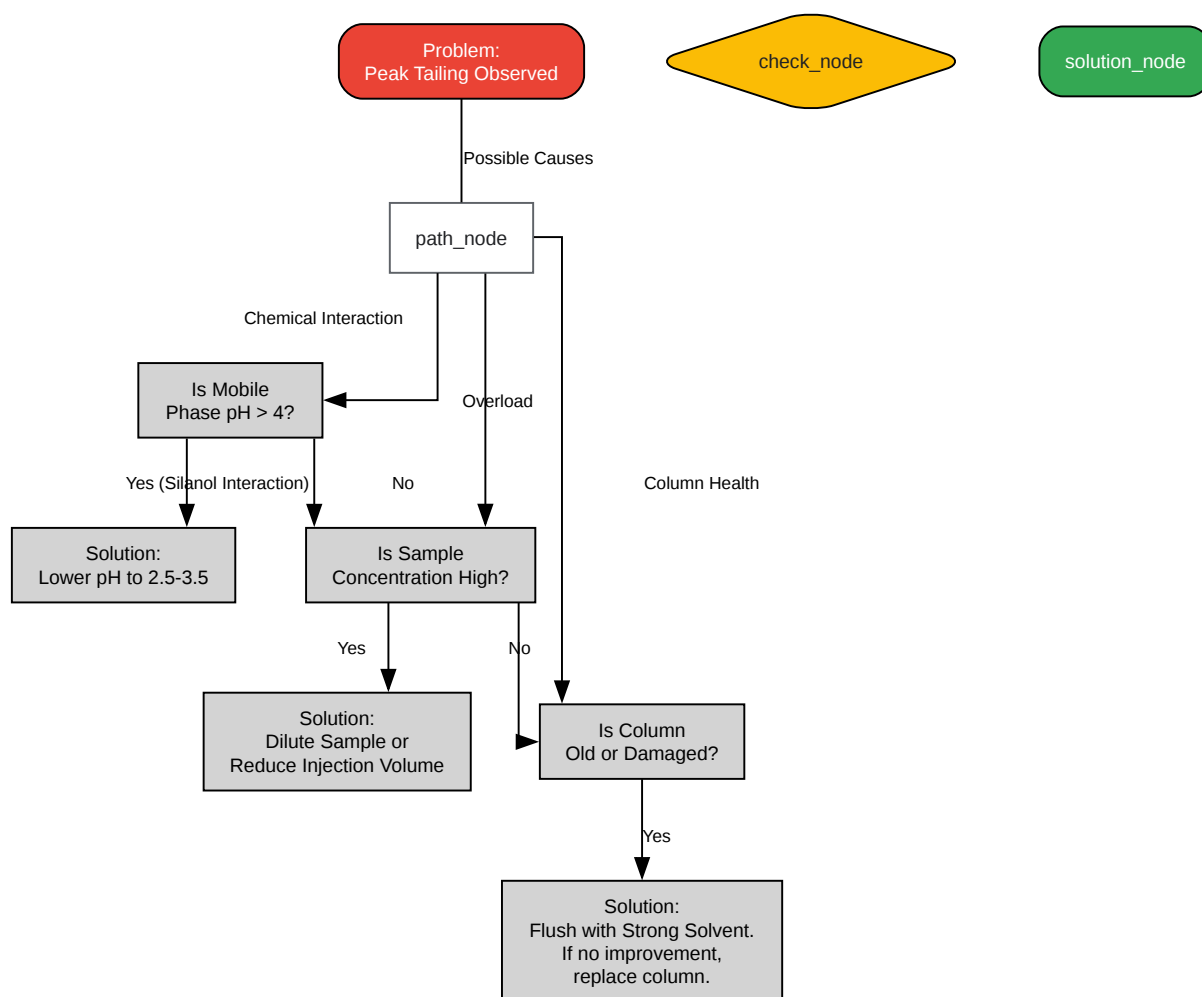 Problem:
Peak Tailing Observed
check_node
solution_node
Possible Causes
path_node
Chemical Interaction
Is Mobile
Phase pH > 4?
Overload
Yes (Silanol Interaction)
No
Column Health
Solution:
Lower pH to 2.5-3.5
Is Sample
Concentration High?
Yes
No
Solution:
Dilute Sample or
Reduce Injection Volume
Is Column
Old or Damaged?
Yes
Solution:
Flush with Strong Solvent.
If no improvement,
replace column.